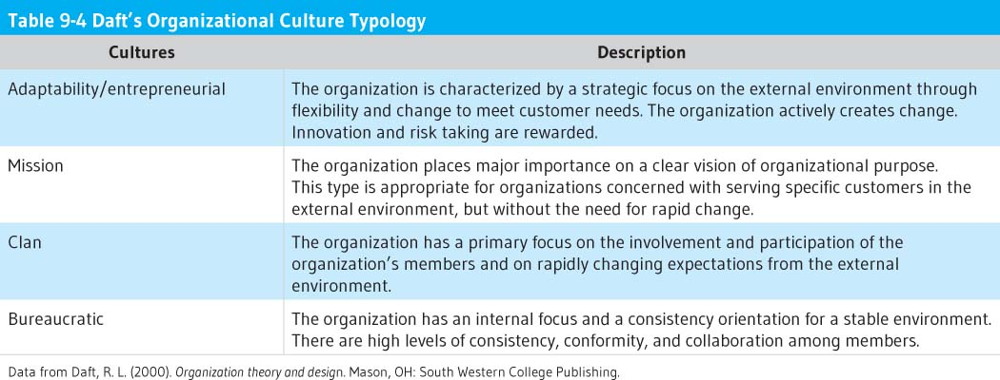 Table 9-4 Daft's Organizational Culture Typology
Cultures Description
Adaptability/entrepreneurial The organization is characterized by a strategic focus on the external environment through
flexibility and change to meet customer needs. The organization actively creates change.
Innovation and risk taking are rewarded.
Mission The organization places major importance on a clear vision of organizational purpose.
This type is appropriate for organizations concerned with serving specific customers in the
external environment, but without the need for rapid change.
Clan The organization has a primary focus on the involvement and participation of the
organization's members and on rapidly changing expectations from the external
environment.
Bureaucratic The organization has an internal focus and a consistency orientation for a stable environment.
There are high levels of consistency, conformity, and collaboration among members.
Data from Daft, R. L. (2000). Organization theory and design. Mason, OH: South Western College Publishing.